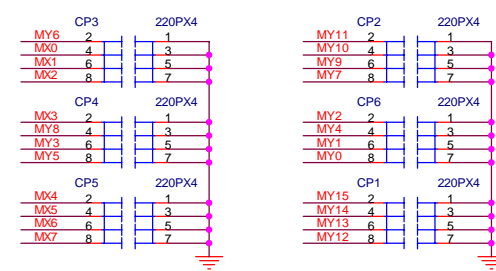 CP3 220PX4
MY6 2 1
MX0 4 3
MX1 6 5
MX2 8 7
CP4 220PX4
MX3 2 1
MY8 4 3
MY3 6 5
MY5 8 7
CP5 220PX4
MX4 2 1
MX5 4 3
MX6 6 5
MX7 8 7
CP2 220PX4
MY11 2 1
MY10 4 3
MY9 6 5
MY7 8 7
CP6 220PX4
MY2 2 1
MY4 4 3
MY1 6 5
MY0 8 7
CP1 220PX4
MY15 2 1
MY14 4 3
MY13 6 5
MY12 8 7